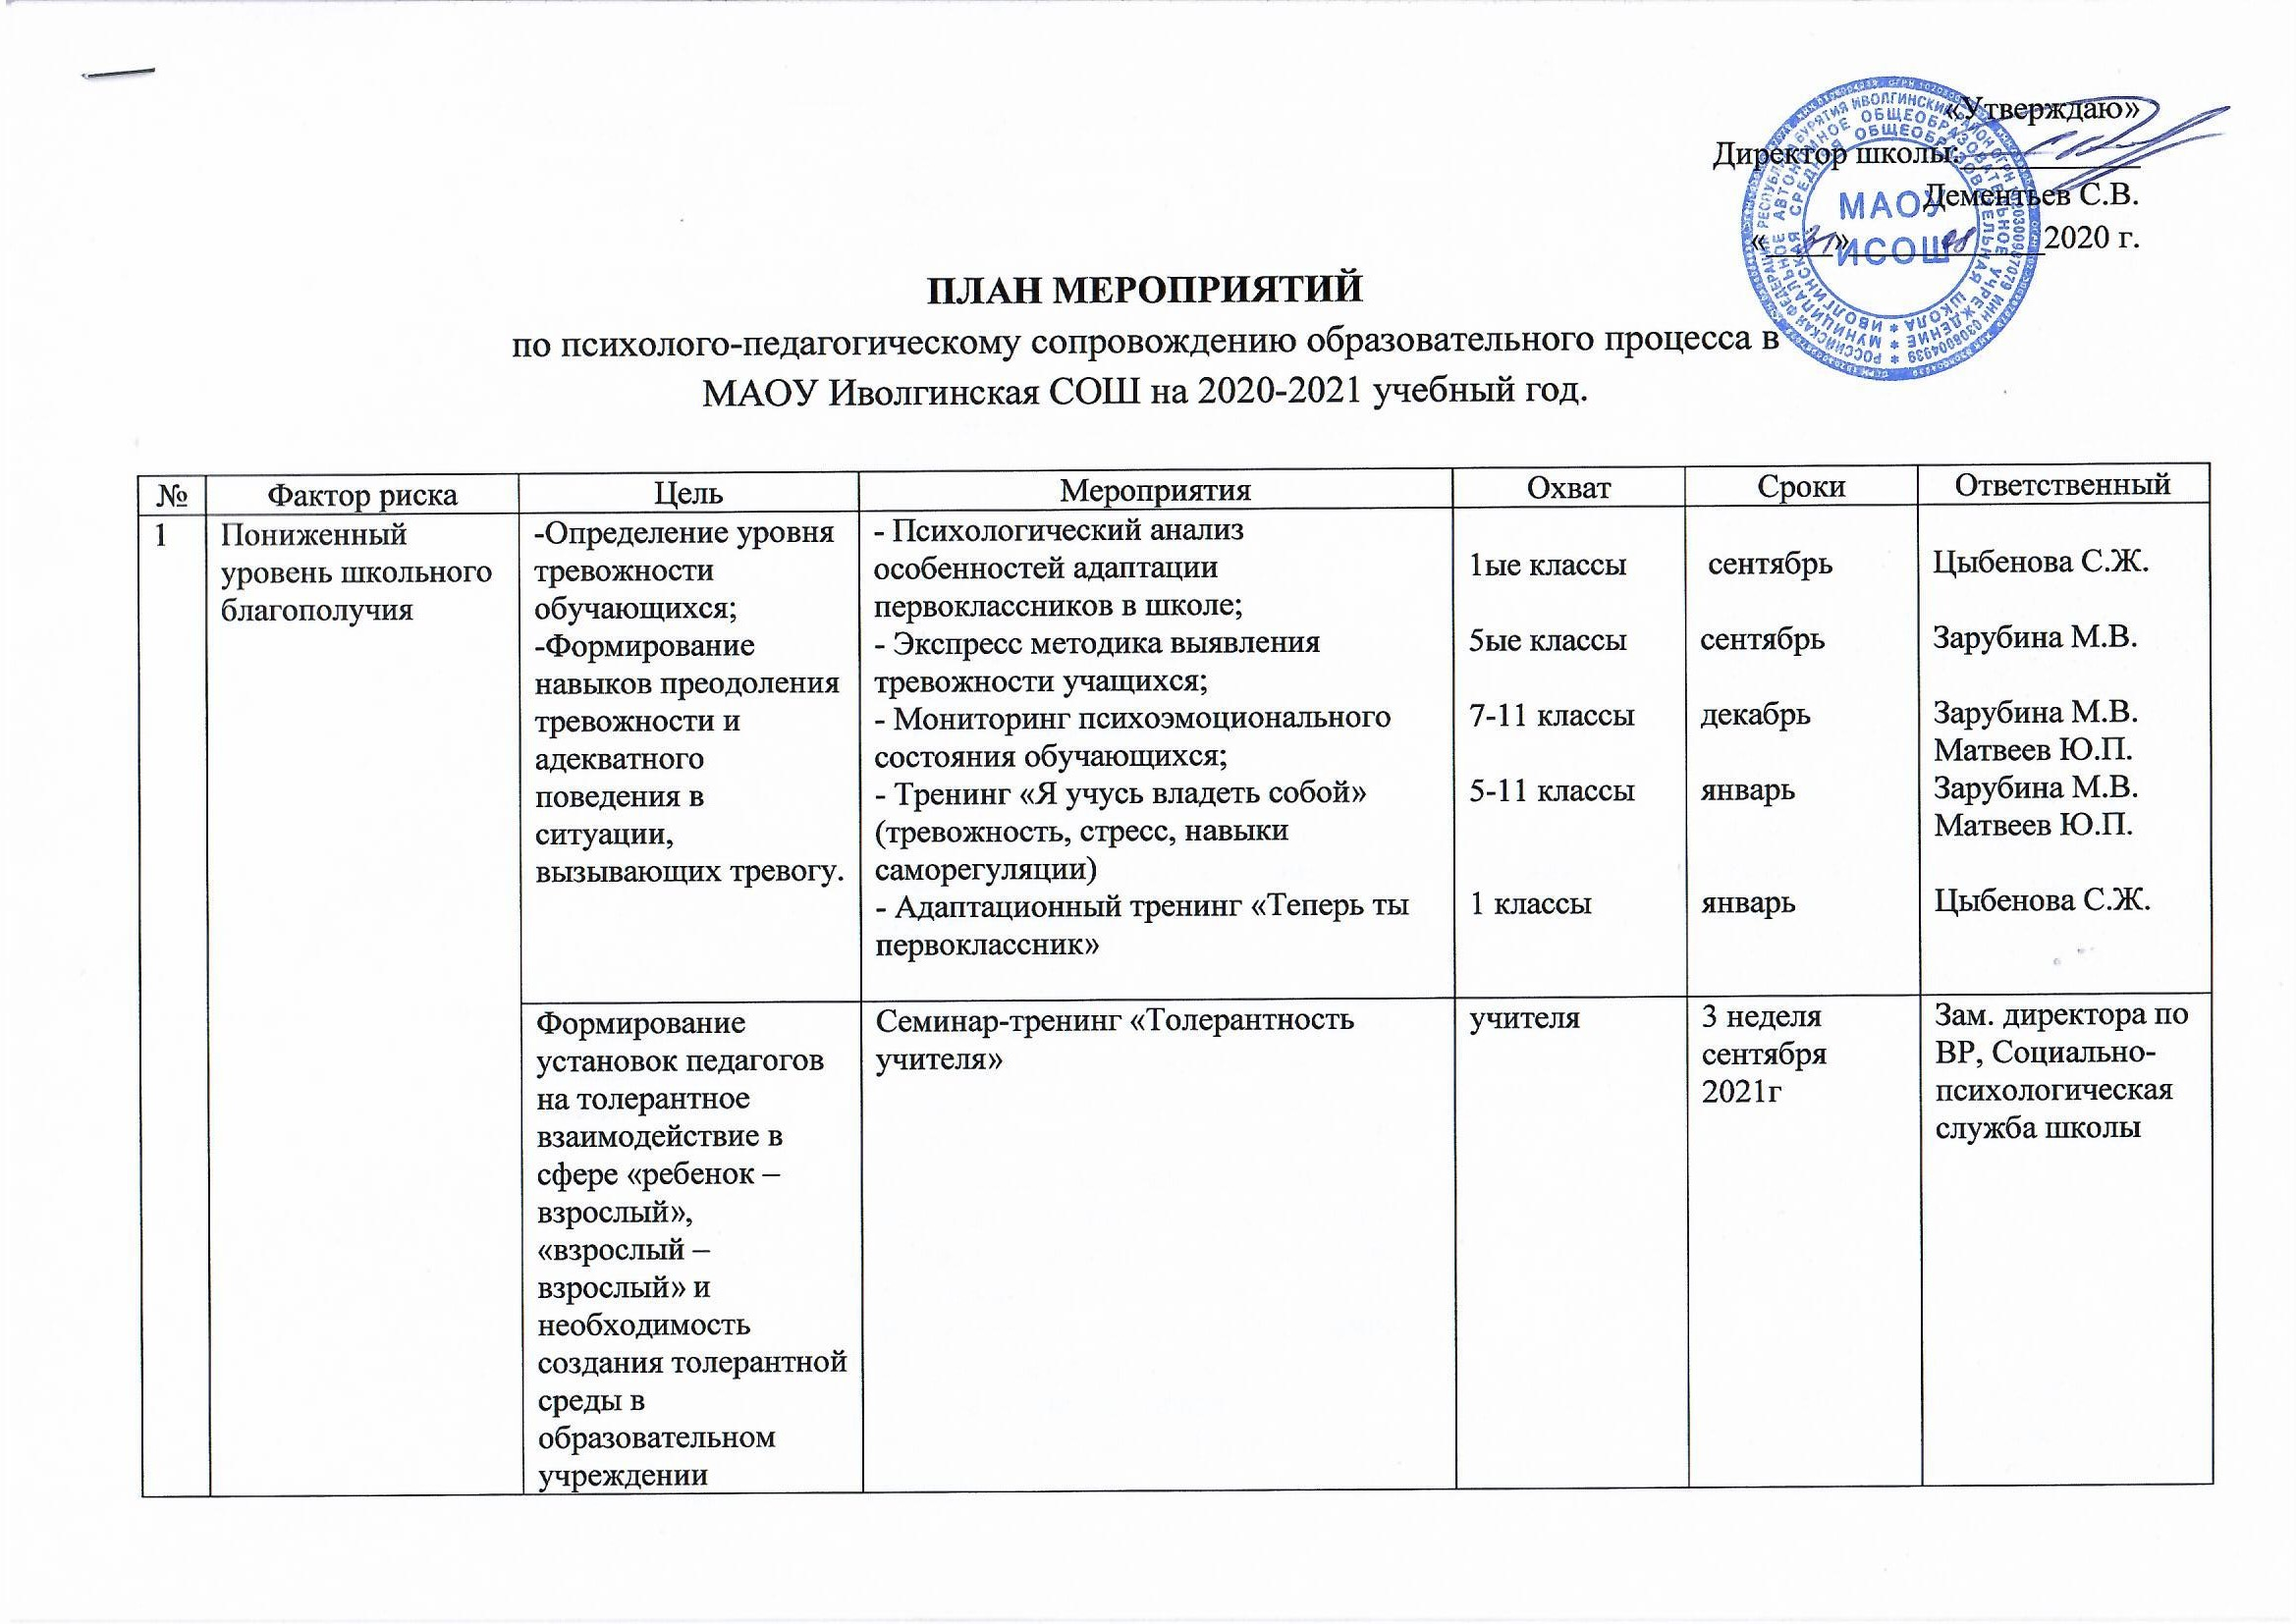 «Утверждаю»
Директор школы:
Дементьев С.В.
«31» 08 2020 г.
МАОУ
ИСОШ
ПЛАН МЕРОПРИЯТИЙ
по психолого-педагогическому сопровождению образовательного процесса в
МАОУ Иволгинская СОШ на 2020-2021 учебный год.
№ Фактор риска Цель Мероприятия Охват Сроки Ответственный
1
Пониженный
уровень школьного
благополучия
-Определение уровня
тревожности
обучающихся;
-Формирование
навыков преодоления
тревожности и
адекватного
поведения в
ситуации,
вызывающих тревогу.
- Психологический анализ
особенностей адаптации
первоклассников в школе;
- Экспресс методика выявления
тревожности учащихся;
- Мониторинг психоэмоционального
состояния обучающихся;
- Тренинг «Я учусь владеть собой»
(тревожность, стресс, навыки
саморегуляции)
- Адаптационный тренинг «Теперь ты
первоклассник»
1ые классы
5ые классы
7-11 классы
5-11 классы
1 классы
сентябрь
сентябрь
декабрь
январь
январь
Цыбенова С.Ж.
Зарубина М.В.
Зарубина М.В.
Матвеев Ю.П.
Зарубина М.В.
Матвеев Ю.П.
Цыбенова С.Ж.
Формирование
установок педагогов
на толерантное
взаимодействие в
сфере «ребенок –
взрослый»,
«взрослый –
взрослый» и
необходимость
создания толерантной
среды в
образовательном
учреждении
Семинар-тренинг «Толерантность
учителя»
учителя
3 неделя
сентября
2021г
Зам. директора по
ВР, Социально-
психологическая
служба школы